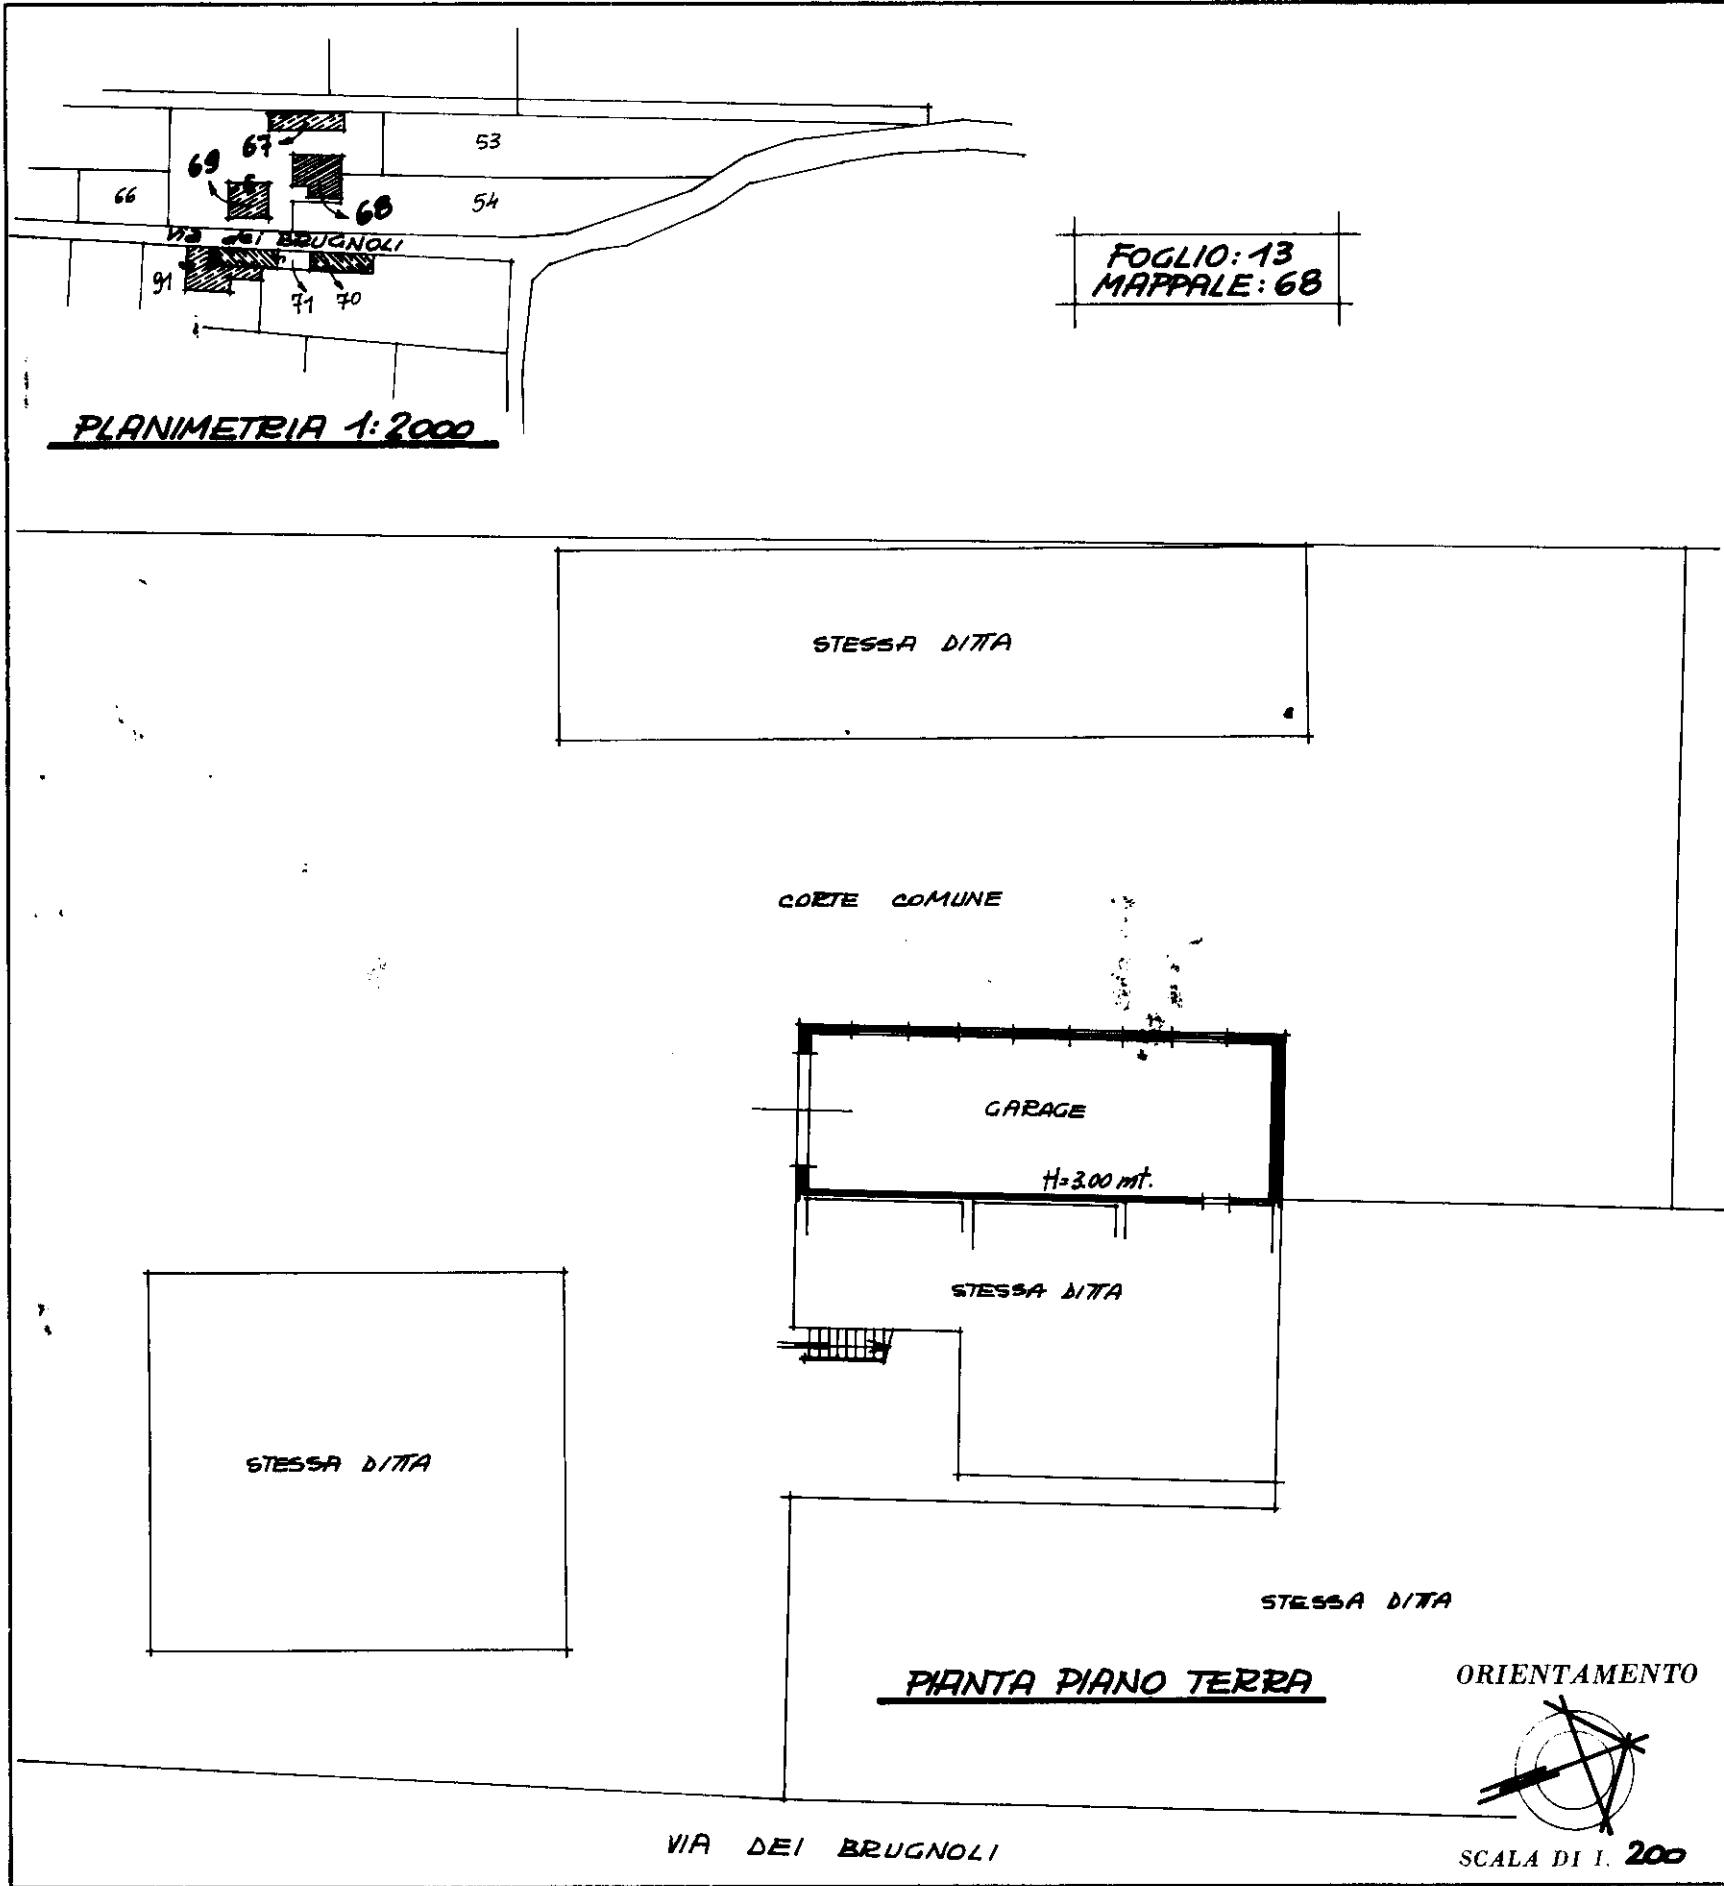 53
67
69
66
54
68
Via dei BRUGNOLI
91
71
70
FOGLIO: 13
MAPPALE: 68
PLANIMETRIA 1:2000
STESSA DITTA
CORTE COMUNE
GARAGE
H=3.00 mt.
STESSA DITTA
STESSA DITTA
STESSA DITTA
PIANTA PIANO TERRA
ORIENTAMENTO
VIA DEI BRUGNOLI
SCALA DI 1. 200